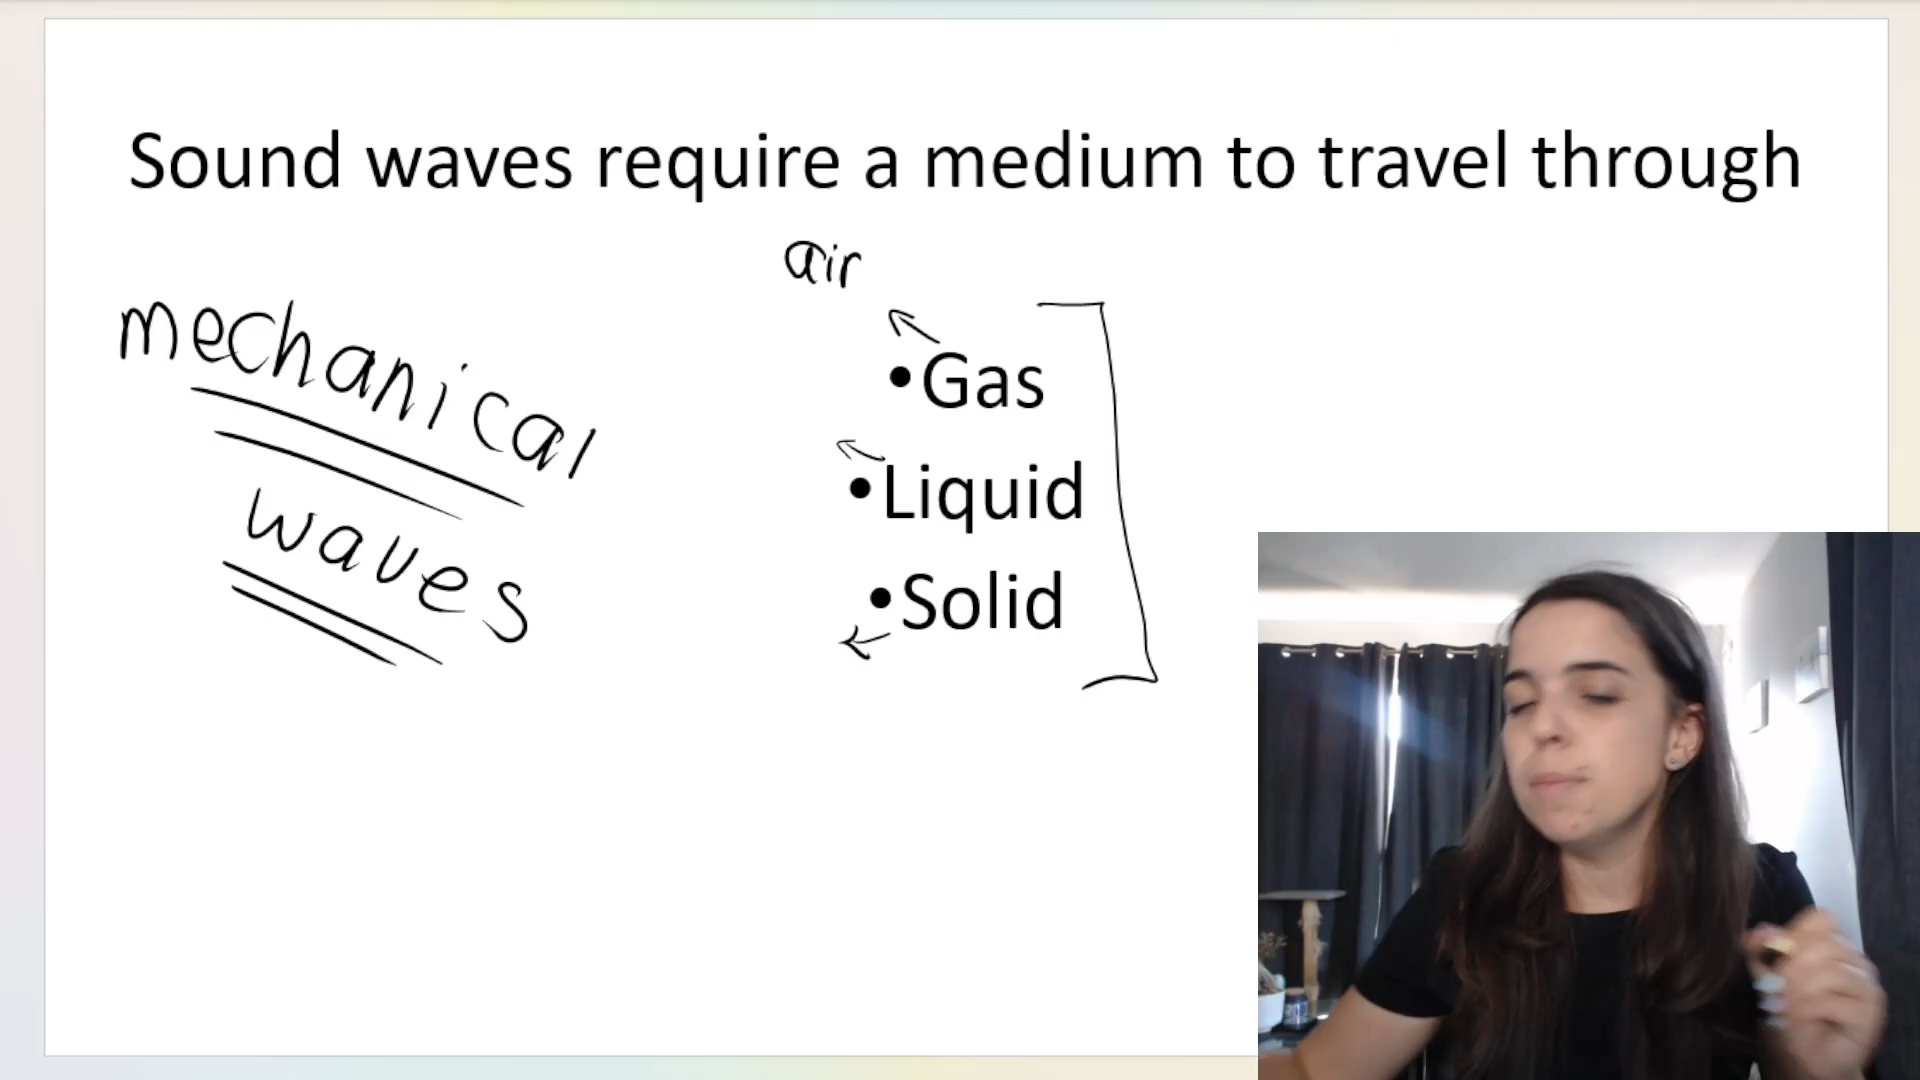 Sound waves require a medium to travel through
air
mechanical
waves
•Gas
•Liquid
•Solid